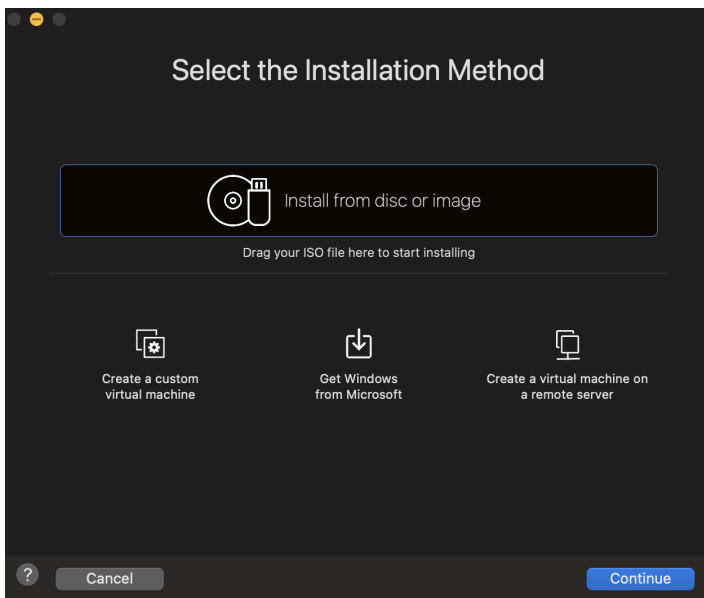 Select the Installation Method
Install from disc or image
Drag your ISO file here to start installing
Create a custom
virtual machine
Get Windows
from Microsoft
Create a virtual machine on
a remote server
?
Cancel
Continue